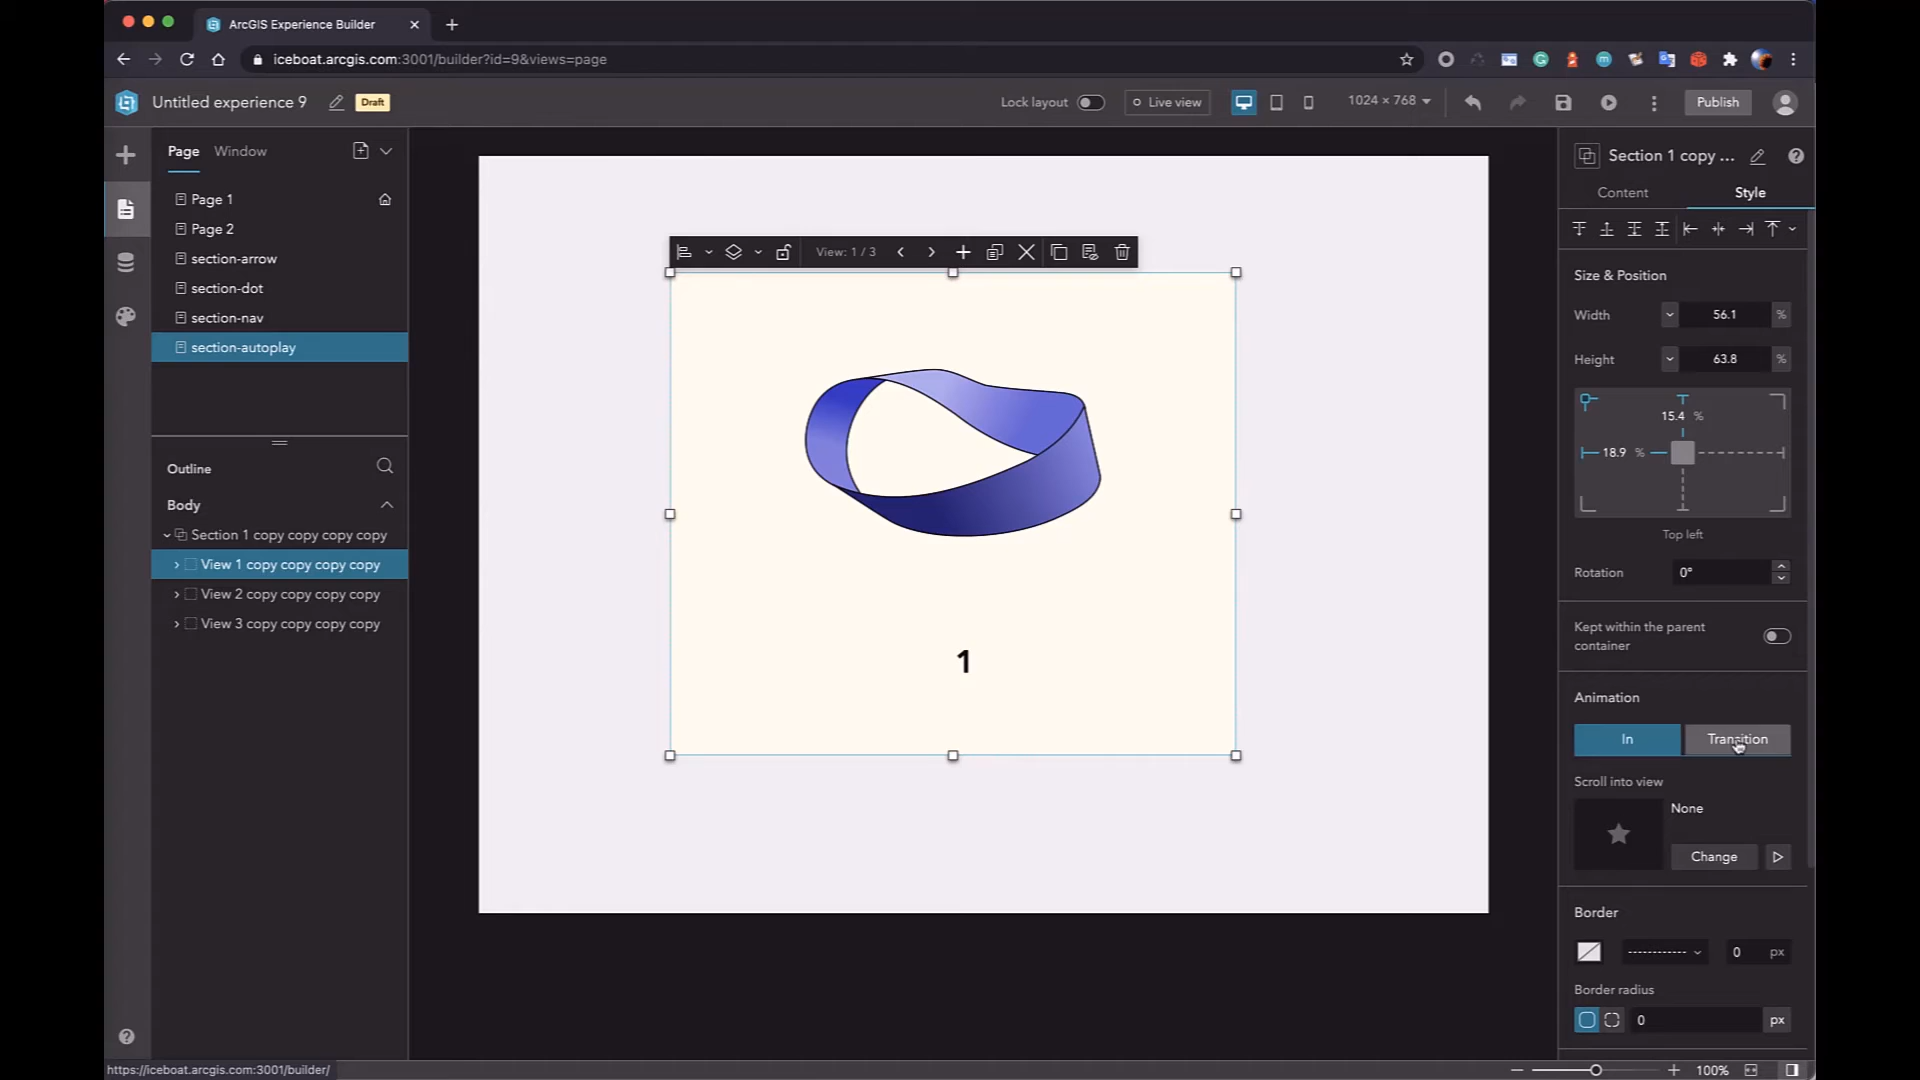 ArcGIS Experience Builder
iceboat.arcgis.com:3001/builder?id=9&views=page
Untitled experience 9
Draft
Lock layout
Live view
1024 × 768
Publish
Page
Window
Page 1
Page 2
section-arrow
section-dot
section-nav
section-autoplay
Outline
Body
Section 1 copy copy copy copy
View 1 copy copy copy copy
View 2 copy copy copy copy
View 3 copy copy copy copy
View: 1 / 3
1
Section 1 copy ...
Content
Style
Size & Position
Width
56.1
%
Height
63.8
%
15.4 %
18.9 %
Top left
Rotation
0°
Kept within the parent
container
Animation
In
Transition
Scroll into view
None
Change
Border
0 px
Border radius
0
px
https://iceboat.arcgis.com:3001/builder/
100%